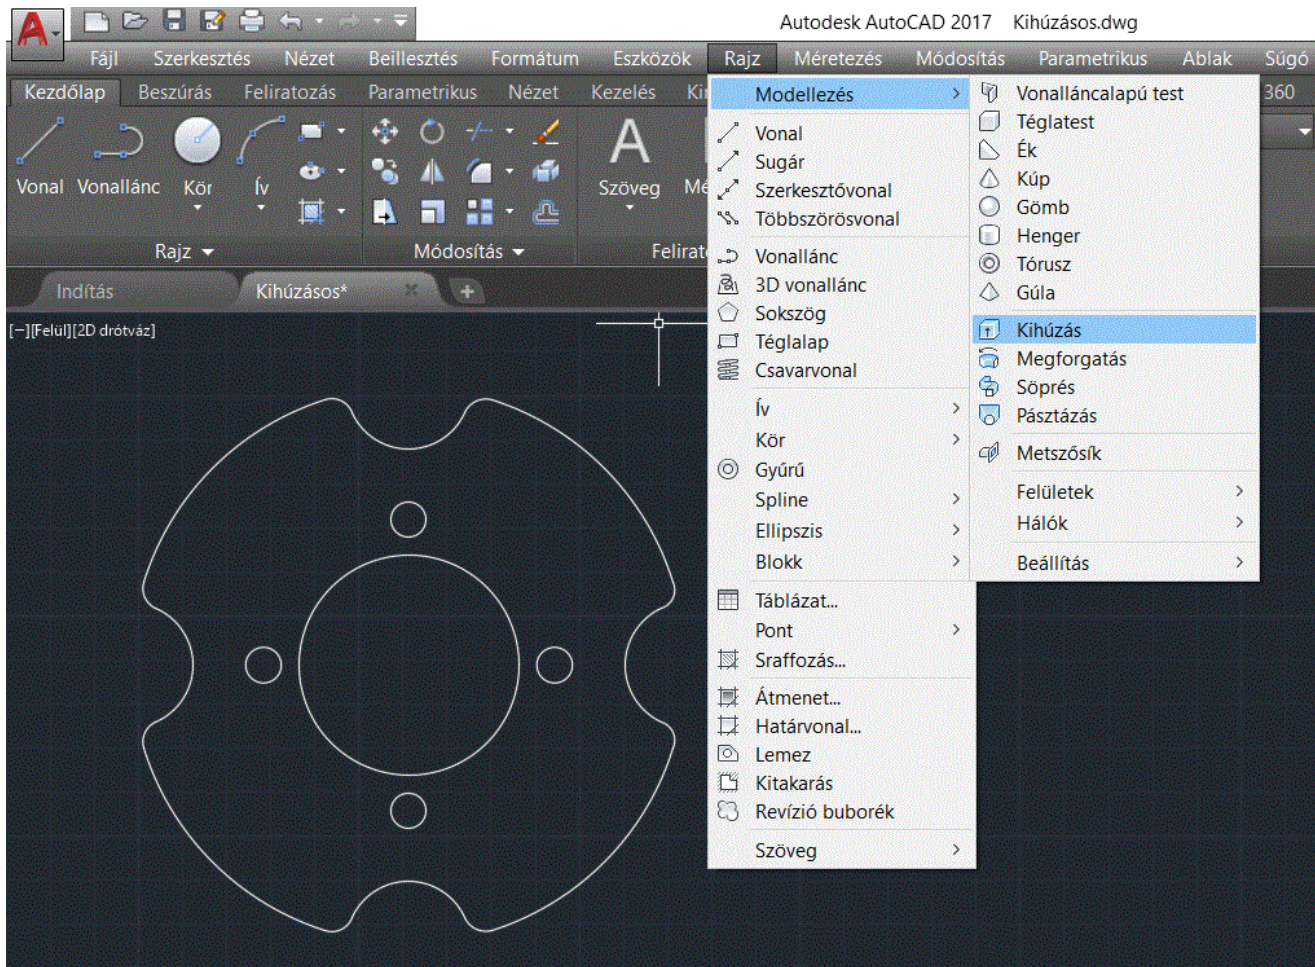 Autodesk AutoCAD 2017 Kihúzásos.dwg
Fájl Szerkesztés Nézet Beillesztés Formátum Eszközök Rajz Méretezés Módosítás Parametrikus Ablak Súgó
Kezdőlap Beszúrás Feliratozás Parametrikus Nézet Kezelés 360
Vonal Vonallánc Kör Ív Szöveg
Rajz Módosítás
Indítás Kihúzásos*
[−][Felül][2D drótváz]
Modellezés
Vonal
Sugár
Szerkesztővonal
Többszörösvonal
Vonallánc
3D vonallánc
Sokszög
Téglalap
Csavarvonal
Ív
Kör
Gyűrű
Spline
Ellipszis
Blokk
Táblázat...
Pont
Sraffozás...
Átmenet...
Határvonal...
Lemez
Kitakarás
Revízió buborék
Szöveg
Vonalláncalapú test
Téglatest
Ék
Kúp
Gömb
Henger
Tórusz
Gúla
Kihúzás
Megforgatás
Söprés
Pásztázás
Metszősík
Felületek
Hálók
Beállítás